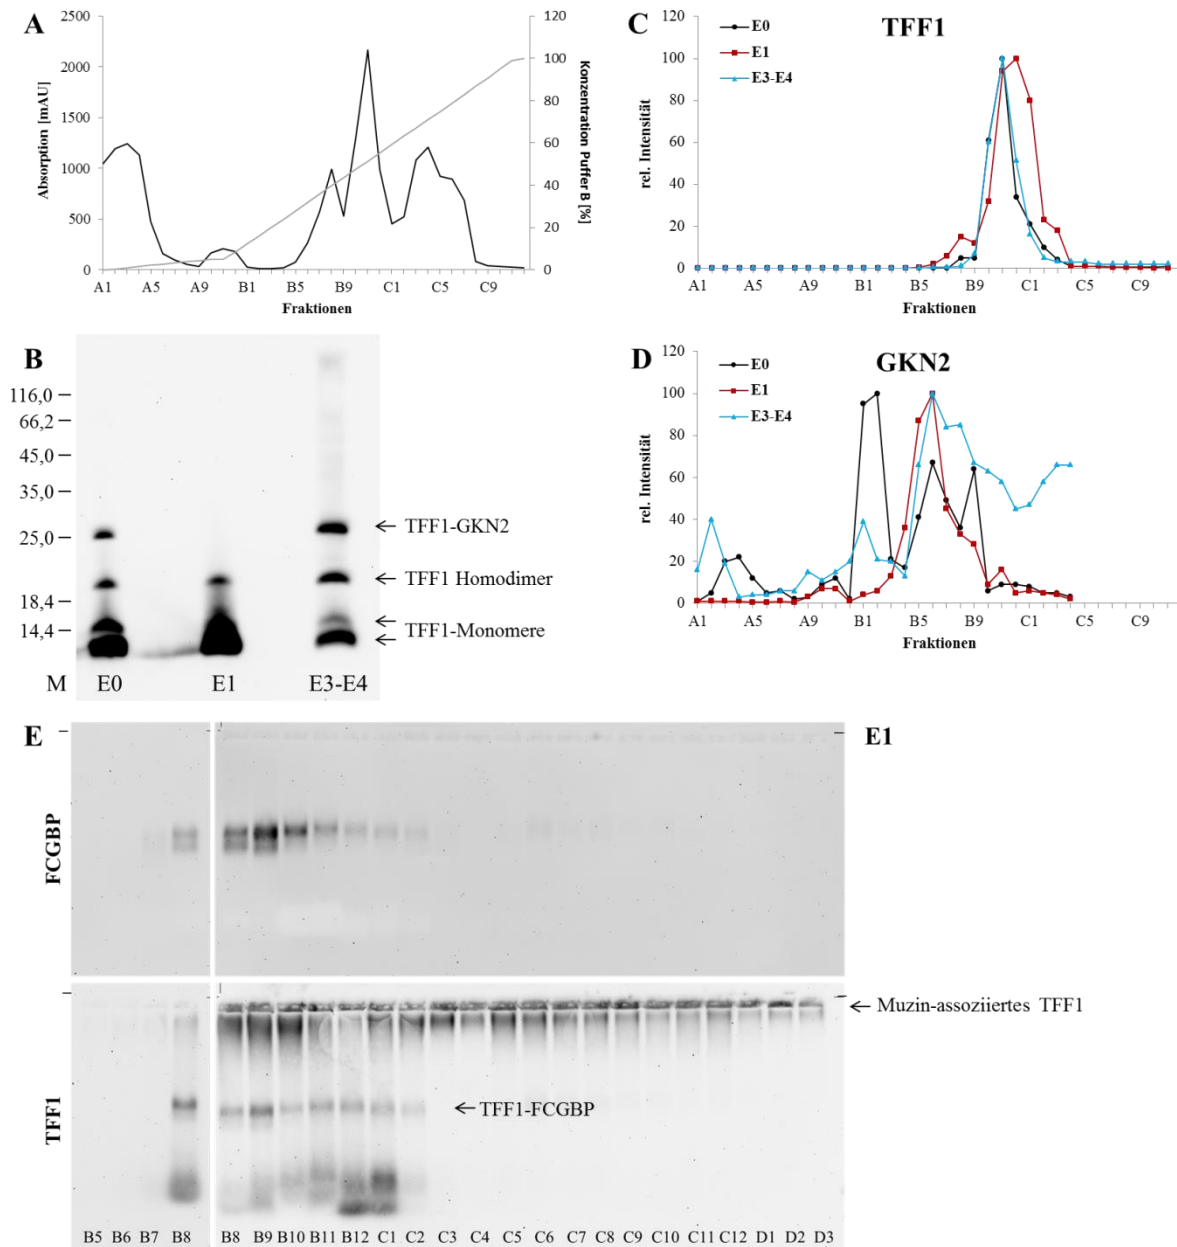 A
2500
2000
1500
1000
500
0
Absorption [mAU]
120
100
80
60
40
20
0
Konzentration Puffer B [%]
A1 A5 A9 B1 B5 B9 C1 C5 C9
Fraktionen
C
TFF1
E0
E1
E3-E4
120
100
80
60
40
20
0
rel. Intensität
A1 A5 A9 B1 B5 B9 C1 C5 C9
Fraktionen
B
116,0
66,2
45,0
35,0
25,0
18,4
14,4
TFF1-GKN2
TFF1 Homodimer
TFF1-Monomere
M E0 E1 E3-E4
D
GKN2
E0
E1
E3-E4
120
100
80
60
40
20
0
rel. Intensität
A1 A5 A9 B1 B5 B9 C1 C5 C9
Fraktionen
E
E1
FCGBP
TFF1
Muzin-assoziiertes TFF1
TFF1-FCGBP
B5 B6 B7 B8 B8 B9 B10 B11 B12 C1 C2 C3 C4 C5 C6 C7 C8 C9 C10 C11 C12 D1 D2 D3